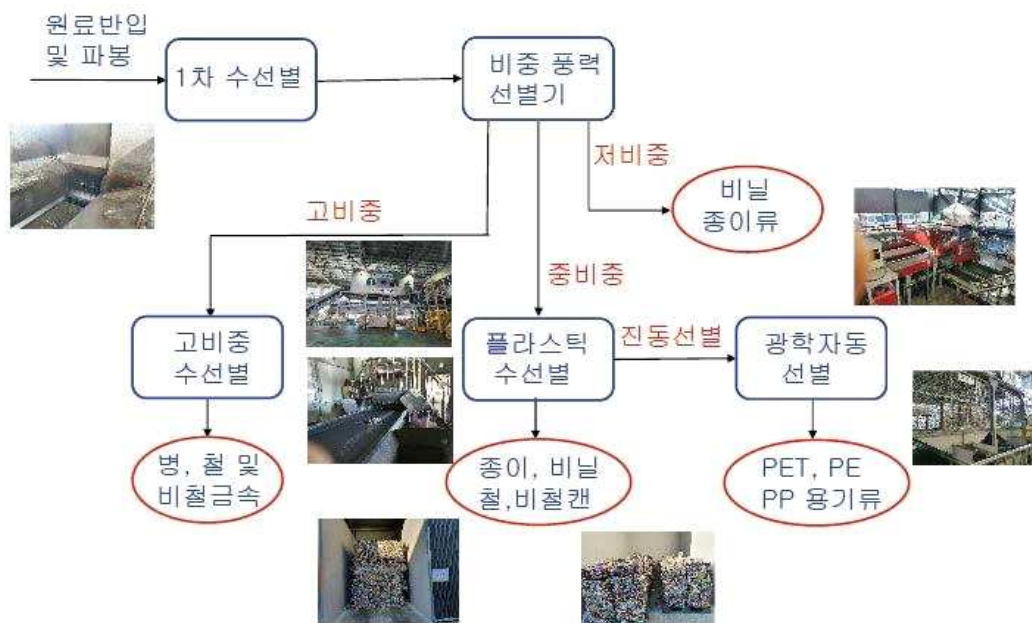 원료반입
및 파봉
1차 수선별
비중 풍력
선별기
저비중
비닐
종이류
고비중
중비중
고비중
수선별
플라스틱
수선별
진동선별
광학자동
선별
병, 철 및
비철금속
종이, 비닐
철,비철캔
PET, PE
PP 용기류